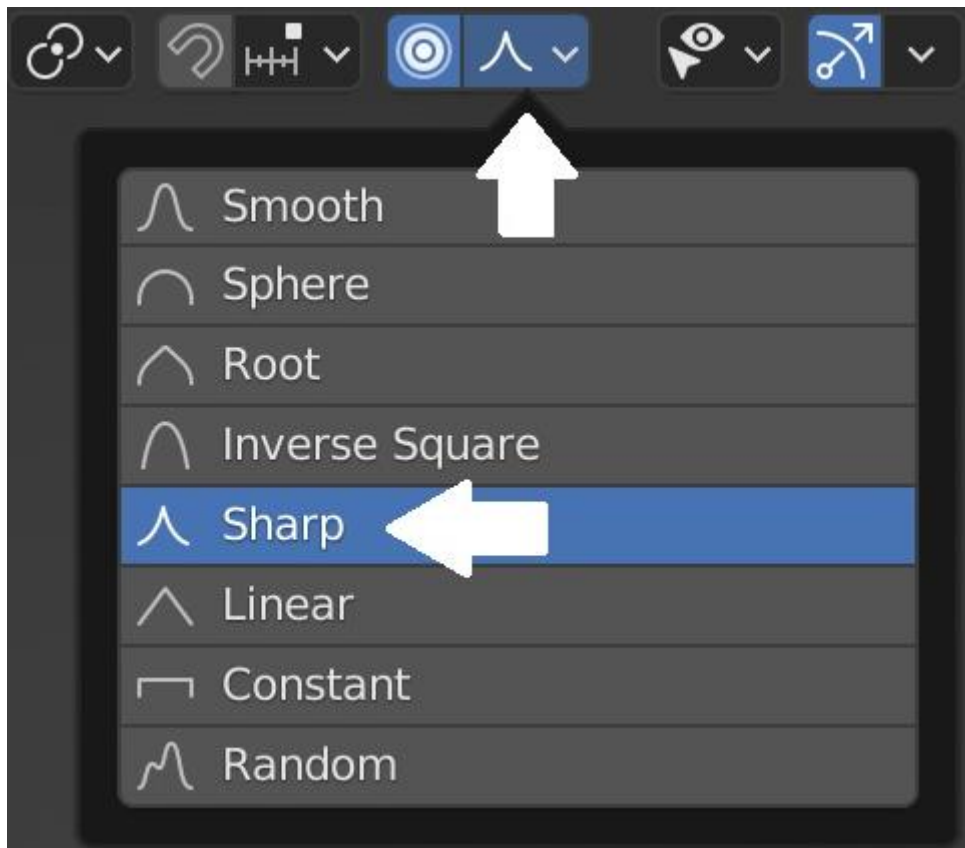 Smooth
Sphere
Root
Inverse Square
Sharp
Linear
Constant
Random